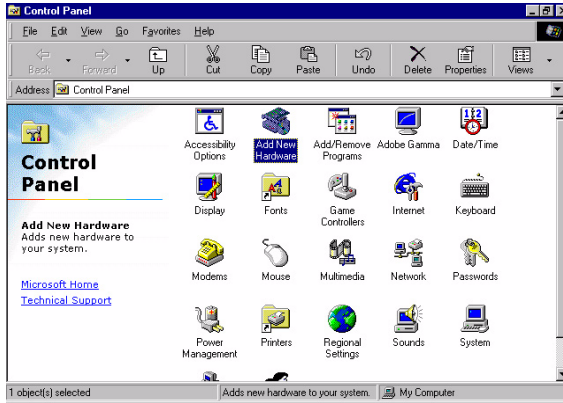 Control Panel
File Edit View Go Favorites Help
Back Forward Up Cut Copy Paste Undo Delete Properties Views
Address Control Panel
Control
Panel
Add New Hardware
Adds new hardware to
your system.
Microsoft Home
Technical Support
Accessibility
Options
Add New
Hardware
Add/Remove
Programs
Adobe Gamma
Date/Time
Display
Fonts
Game
Controllers
Internet
Keyboard
Modems
Mouse
Multimedia
Network
Passwords
Power
Management
Printers
Regional
Settings
Sounds
System
1 object(s) selected
Adds new hardware to your system.
My Computer